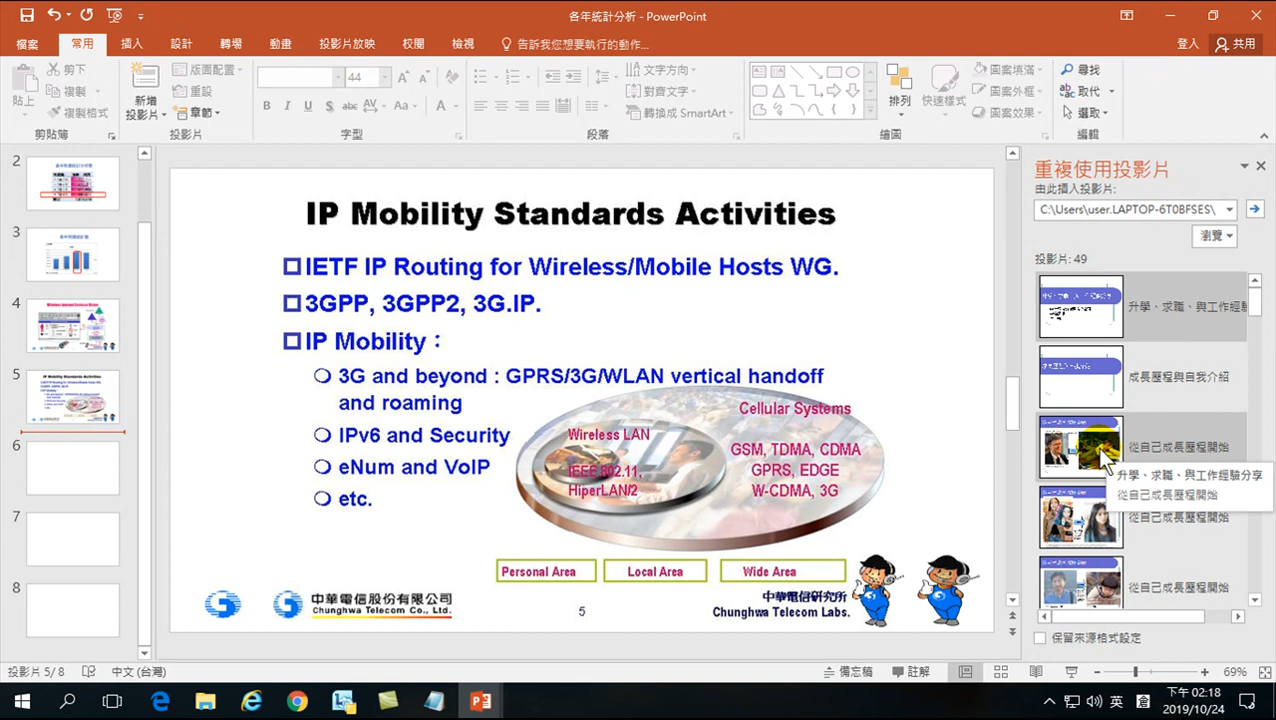 各年統計分析 - PowerPoint
檔案 常用 插入 設計 轉場 動畫 投影片放映 校閱 檢視 告訴我您想要執行的動作... 登入 共用
貼上
剪下
複製
複製格式
剪貼簿
新增
投影片
版面配置
重設
章節
投影片
44
B I U S abc AV Aa A
字型
文字方向
對齊文字
轉換成 SmartArt
段落
排列
快速樣式
圖案填滿
圖案外框
圖案效果
繪圖
尋找
取代
選取
編輯
2
3
4
5
6
7
8
IP Mobility Standards Activities
IETF IP Routing for Wireless/Mobile Hosts WG.
3GPP, 3GPP2, 3G.IP.
IP Mobility：
3G and beyond : GPRS/3G/WLAN vertical handoff
and roaming
IPv6 and Security
eNum and VoIP
etc.
Wireless LAN
IEEE 802.11,
HiperLAN/2
Cellular Systems
GSM, TDMA, CDMA
GPRS, EDGE
W-CDMA, 3G
Personal Area
Local Area
Wide Area
中華電信股份有限公司
Chunghwa Telecom Co., Ltd.
5
中華電信研究所
Chunghwa Telecom Labs.
重複使用投影片
由此插入投影片:
C:\Users\user.LAPTOP-6T0BFSES\
瀏覽
投影片: 49
升學、求職、與工作經驗
成長歷程與自我介紹
從自己成長歷程開始
升學、求職、與工作經驗分享
從自己成長歷程開始
從自己成長歷程開始
從自己成長歷程開始
保留來源格式設定
投影片 5/8 中文 (台灣) 備忘稿 註解 69%
英
下午 02:18
2019/10/24